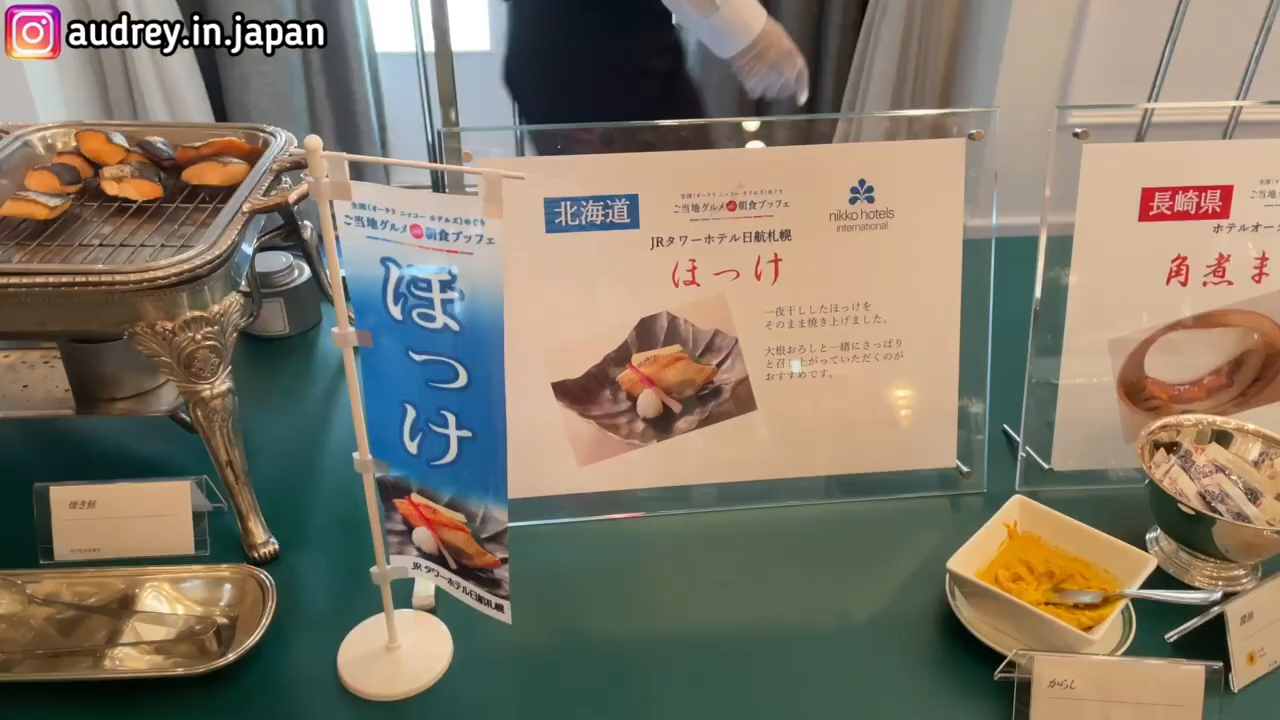 audrey.in.japan
全国《オークラ ニッコー ホテルズ》めぐり
ご当地グルメ 朝食ブッフェ
ほっけ
JRタワーホテル日航札幌
北海道
全国《オークラ ニッコー ホテルズ》めぐり
ご当地グルメ 朝食ブッフェ
nikko hotels
international
JRタワーホテル日航札幌
ほっけ
一夜干ししたほっけを
そのまま焼き上げました。
大根おろしと一緒にさっぱり
と召し上がっていただくのが
おすすめです。
長崎県
ご当地
ホテルオーク
角煮ま
焼き鮭
からし
醤油